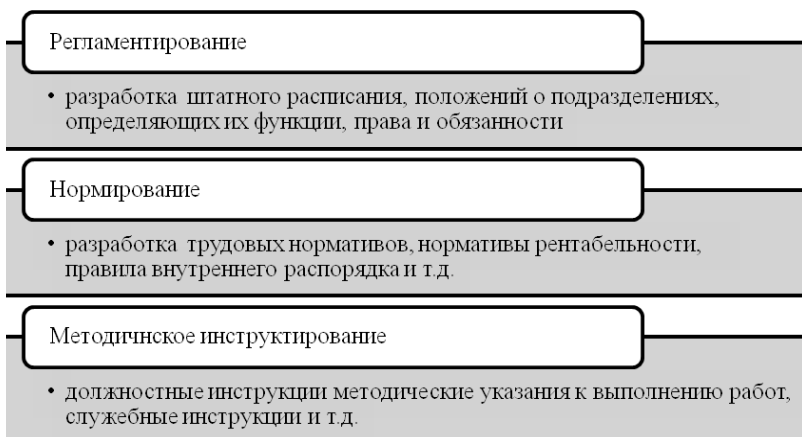 Регламентирование
• разработка штатного расписания, положений о подразделениях,
определяющих их функции, права и обязанности
Нормирование
• разработка трудовых нормативов, нормативы рентабельности,
правила внутреннего распорядка и т.д.
Методичнское инструктирование
• должностные инструкции методические указания к выполнению работ,
служебные инструкции и т.д.